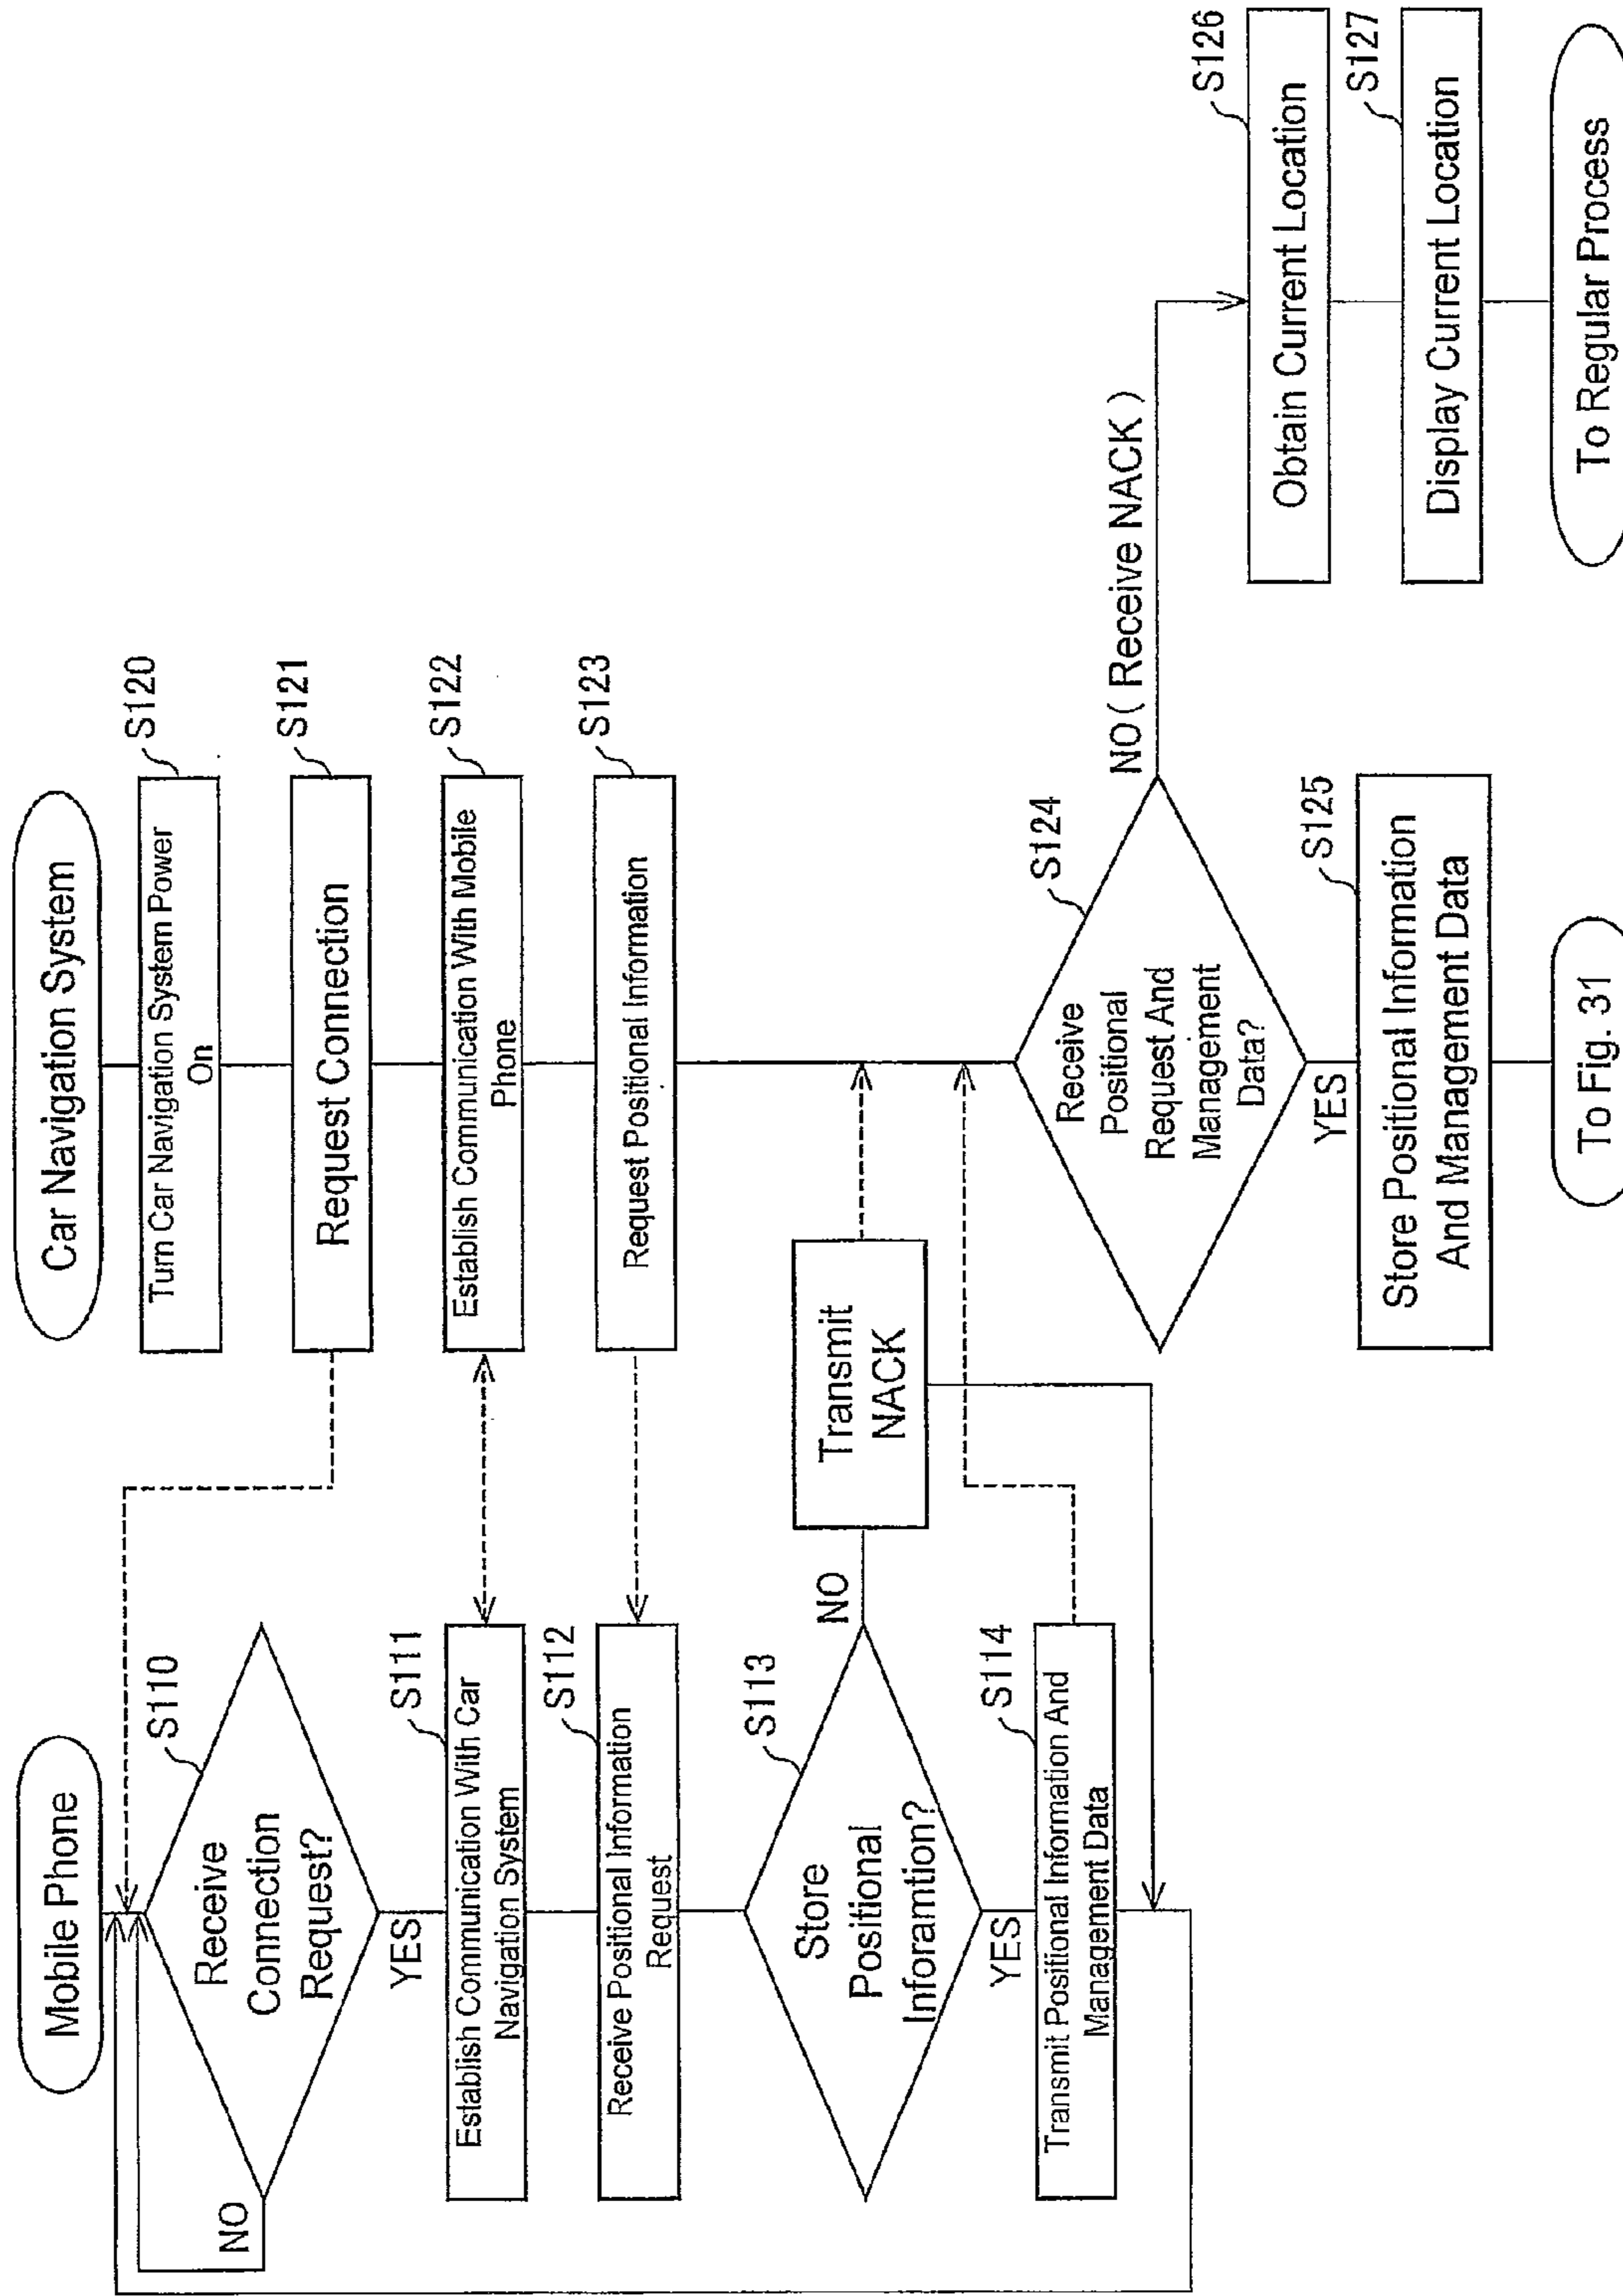 Mobile Phone
S110
Receive
Connection
Request?
NO
YES
S111
Establish Communication With Car
Navigation System
S112
Receive Positional Information
Request
S113
Store
Positional
Inforamtion?
NO
Transmit
NACK
YES
S114
Transmit Positional Information And
Management Data
Car Navigation System
S120
Turn Car Navigation System Power
On
S121
Request Connection
S122
Establish Communication With Mobile
Phone
S123
Request Positional Information
S124
Receive
Positional
Request And
Management
Data?
NO ( Receive NACK )
YES
S125
Store Positional Information
And Management Data
To Fig. 31
S126
Obtain Current Location
S127
Display Current Location
To Regular Process